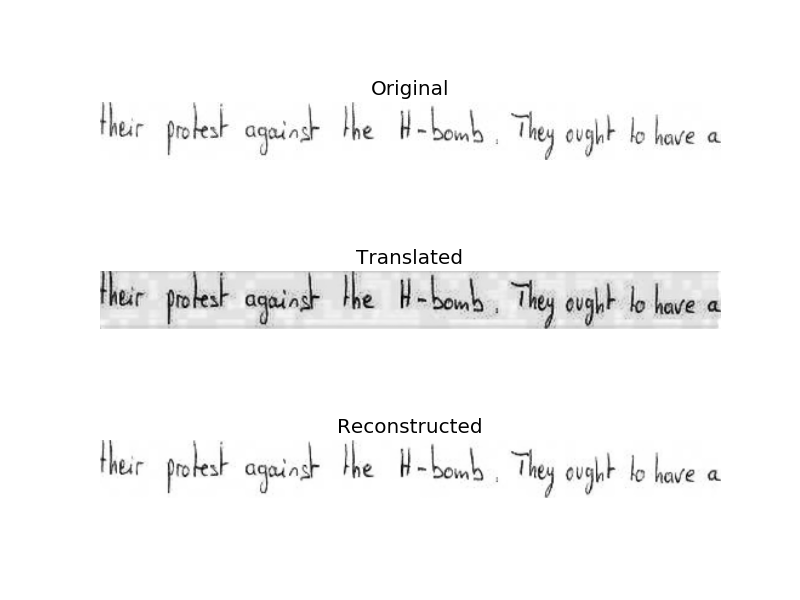 Original
their protest against the H-bomb. They ought to have a
Translated
their protest against the H-bomb. They ought to have a
Reconstructed
their protest against the H-bomb. They ought to have a